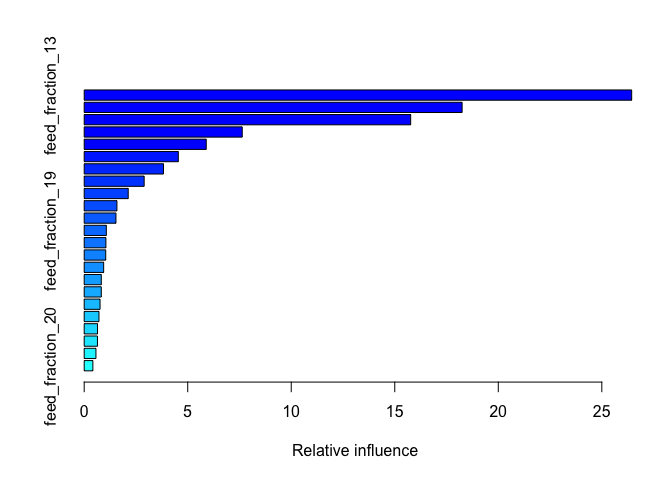 feed_fraction_13
feed_fraction_19
feed_fraction_20
0 5 10 15 20 25
Relative influence